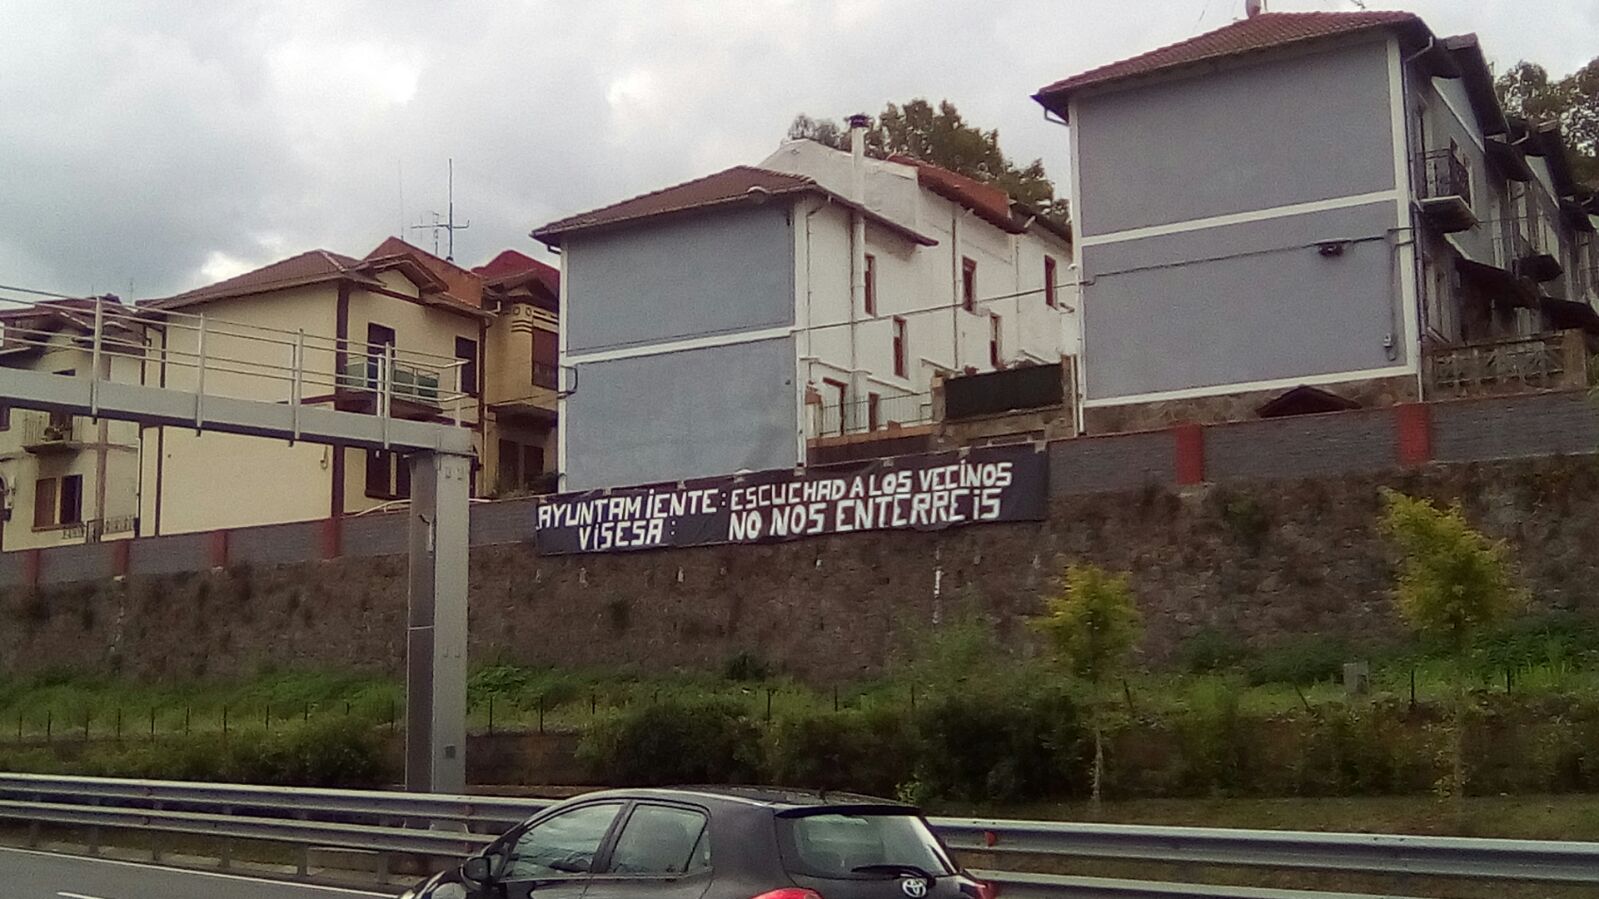 AYUNTAMIENTE: ESCUCHAD A LOS VECINOS
VISESA: NO NOS ENTERREIS